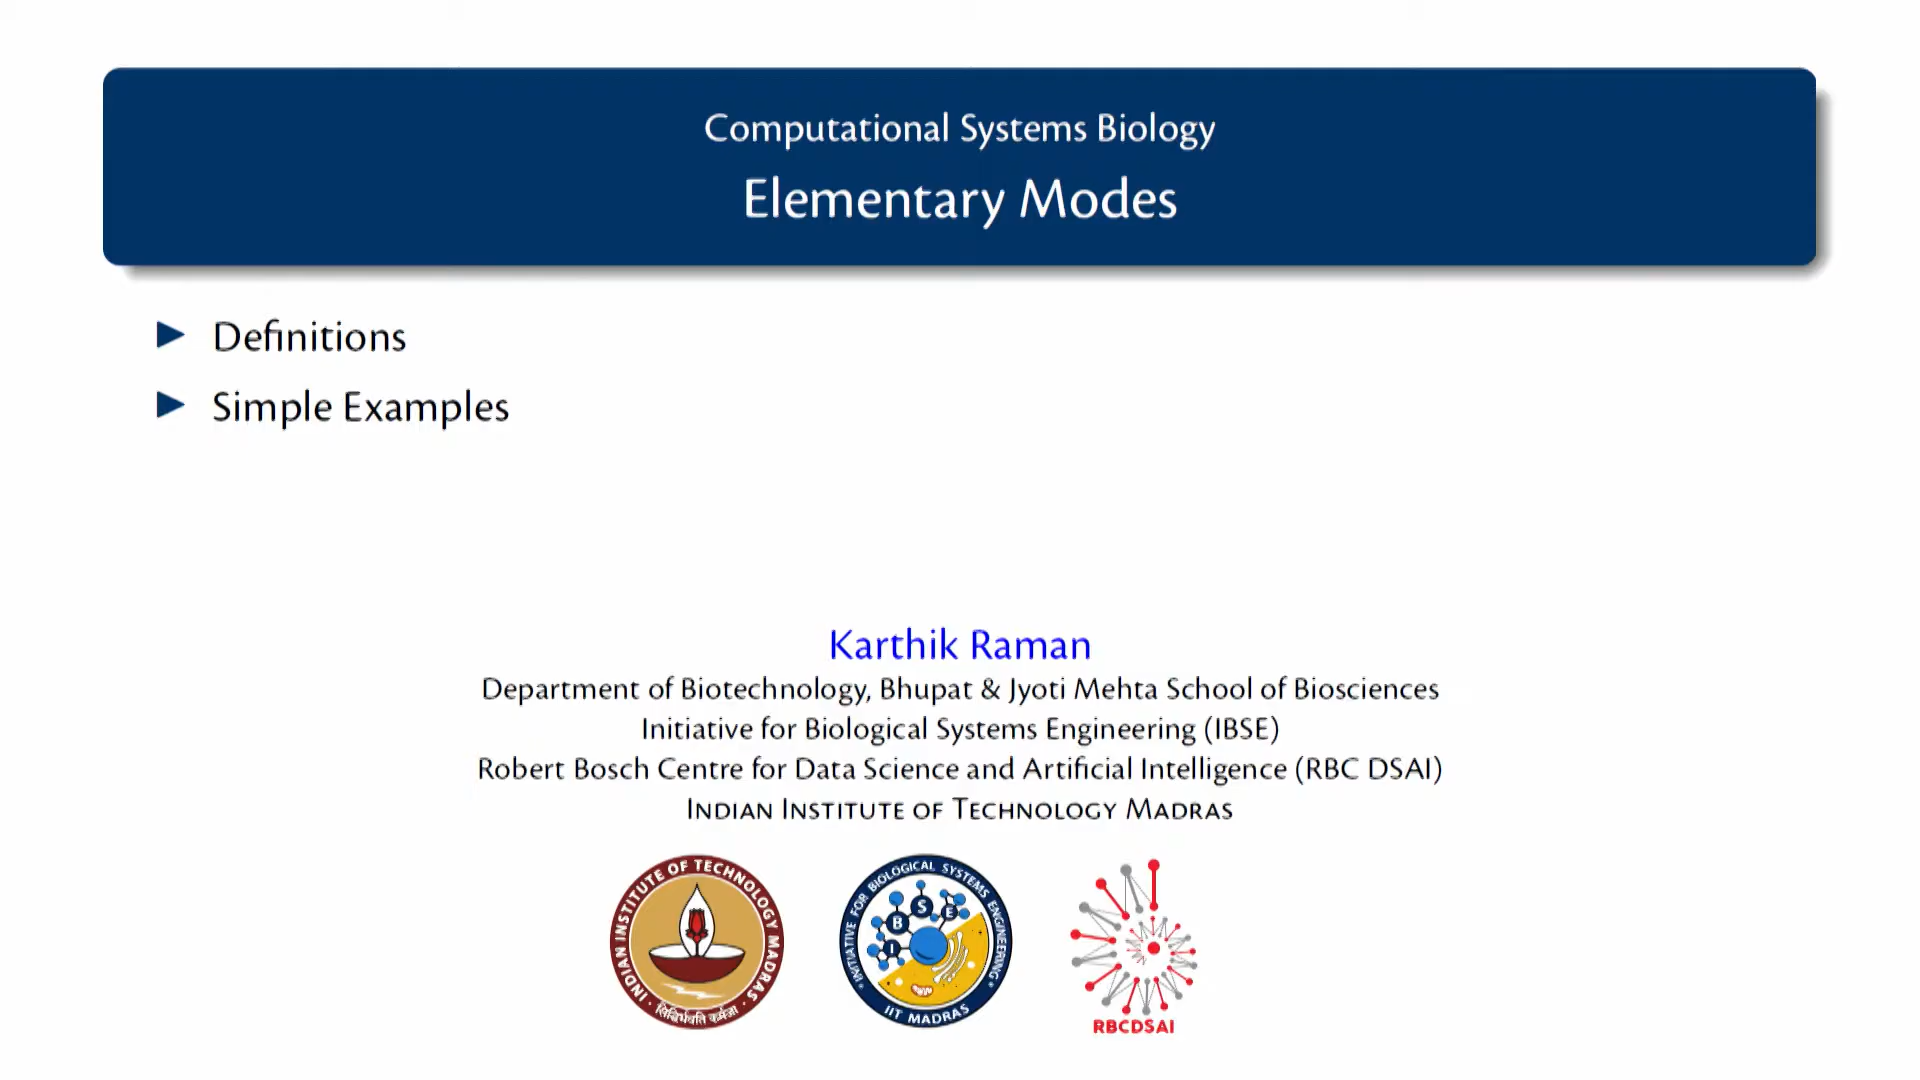 Computational Systems Biology
Elementary Modes
Definitions
Simple Examples
Karthik Raman
Department of Biotechnology, Bhupat & Jyoti Mehta School of Biosciences
Initiative for Biological Systems Engineering (IBSE)
Robert Bosch Centre for Data Science and Artificial Intelligence (RBC DSAI)
INDIAN INSTITUTE OF TECHNOLOGY MADRAS
INDIAN INSTITUTE OF TECHNOLOGY MADRAS
INITIATIVE FOR BIOLOGICAL SYSTEMS ENGINEERING
I B S E
IIT MADRAS
RBCDSAI